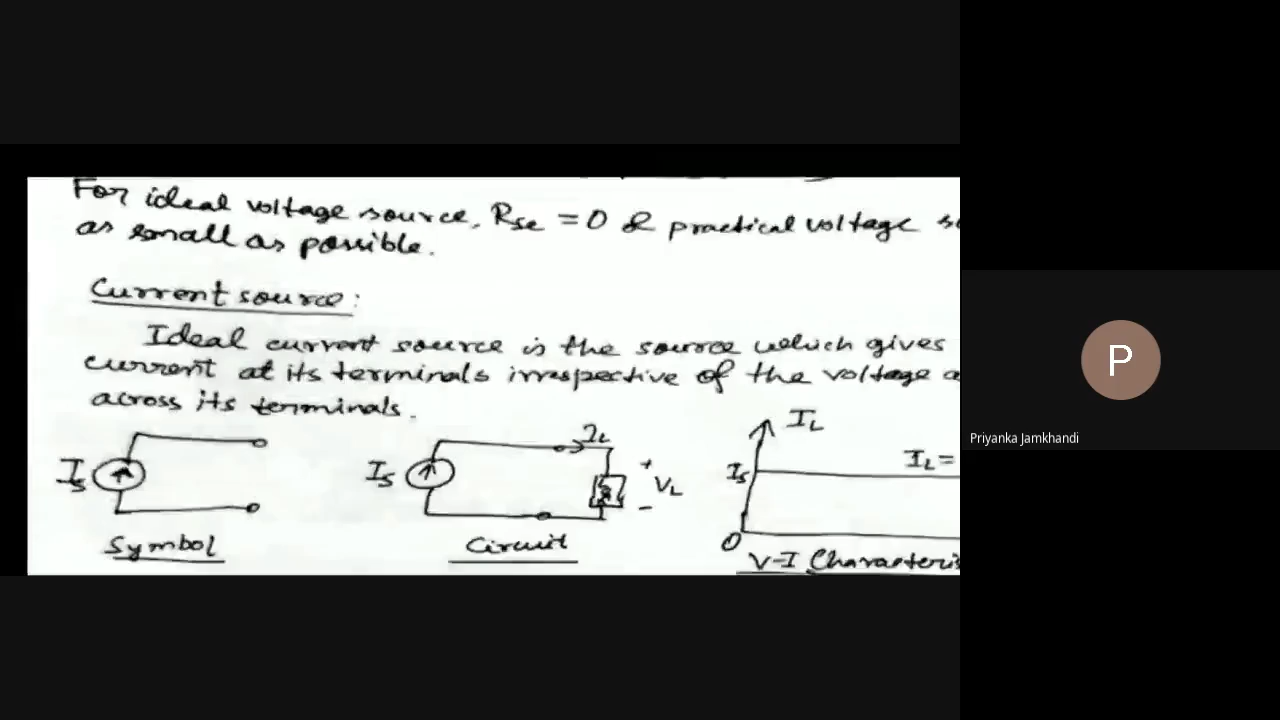 For ideal voltage source, Rse = 0 & practical voltage
as small as possible.
Current source:
Ideal current source is the source which gives
current at its terminals irrespective of the voltage
across its terminals.
Is
Symbol
Is
IL
+
VL
-
Circuit
IL
Is
IL =
O
V-I Characteris
P
Priyanka Jamkhandi